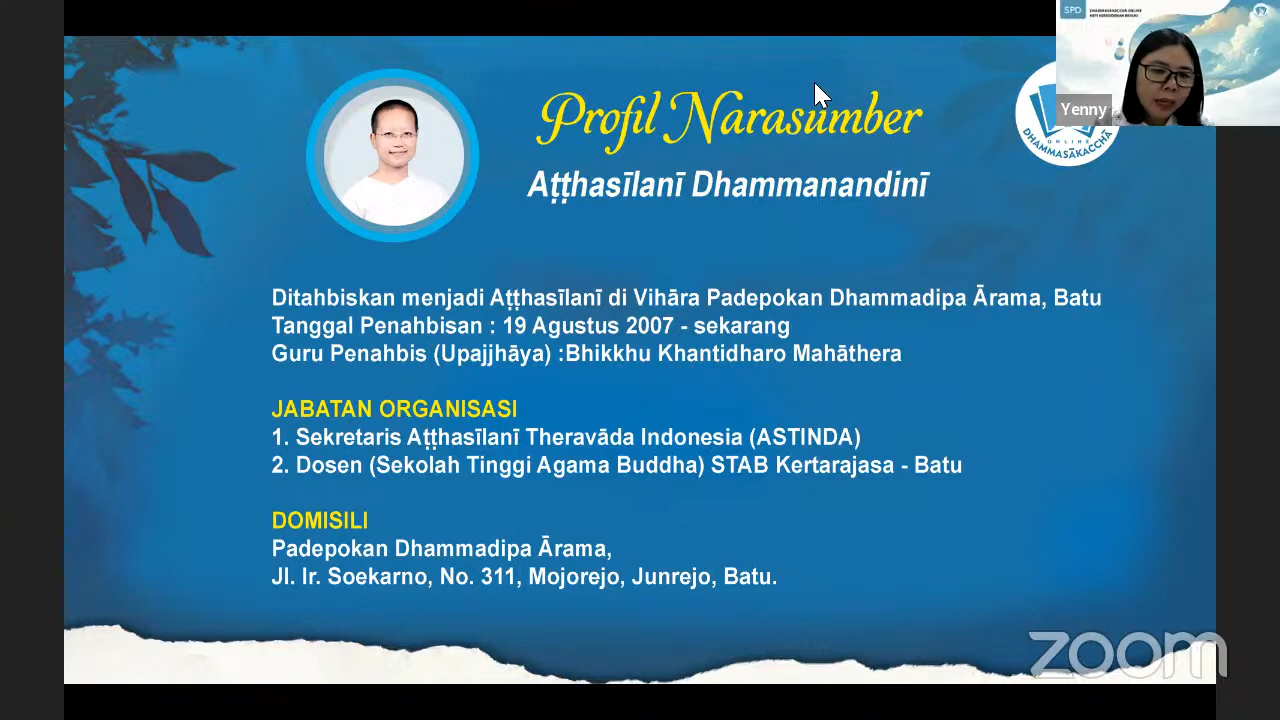 SPD
Yenny
Profil Narasumber
Aṭṭhasīlanī Dhammanandinī
ONLINE
DHAMMASĀKACCHĀ
Ditahbiskan menjadi Aṭṭhasīlanī di Vihāra Padepokan Dhammadipa Ārama, Batu
Tanggal Penahbisan : 19 Agustus 2007 - sekarang
Guru Penahbis (Upajjhāya) :Bhikkhu Khantidharo Mahāthera
JABATAN ORGANISASI
1. Sekretaris Aṭṭhasīlanī Theravāda Indonesia (ASTINDA)
2. Dosen (Sekolah Tinggi Agama Buddha) STAB Kertarajasa - Batu
DOMISILI
Padepokan Dhammadipa Ārama,
Jl. Ir. Soekarno, No. 311, Mojorejo, Junrejo, Batu.
zoom